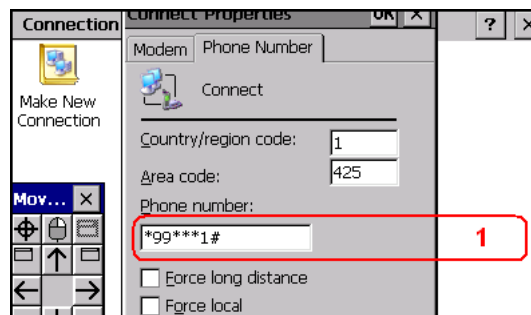 Connection
Connect Properties
OK
?
Modem
Phone Number
Connect
Make New
Connection
Country/region code:
1
Area code:
425
Mov...
Phone number:
*99***1#
1
Force long distance
Force local